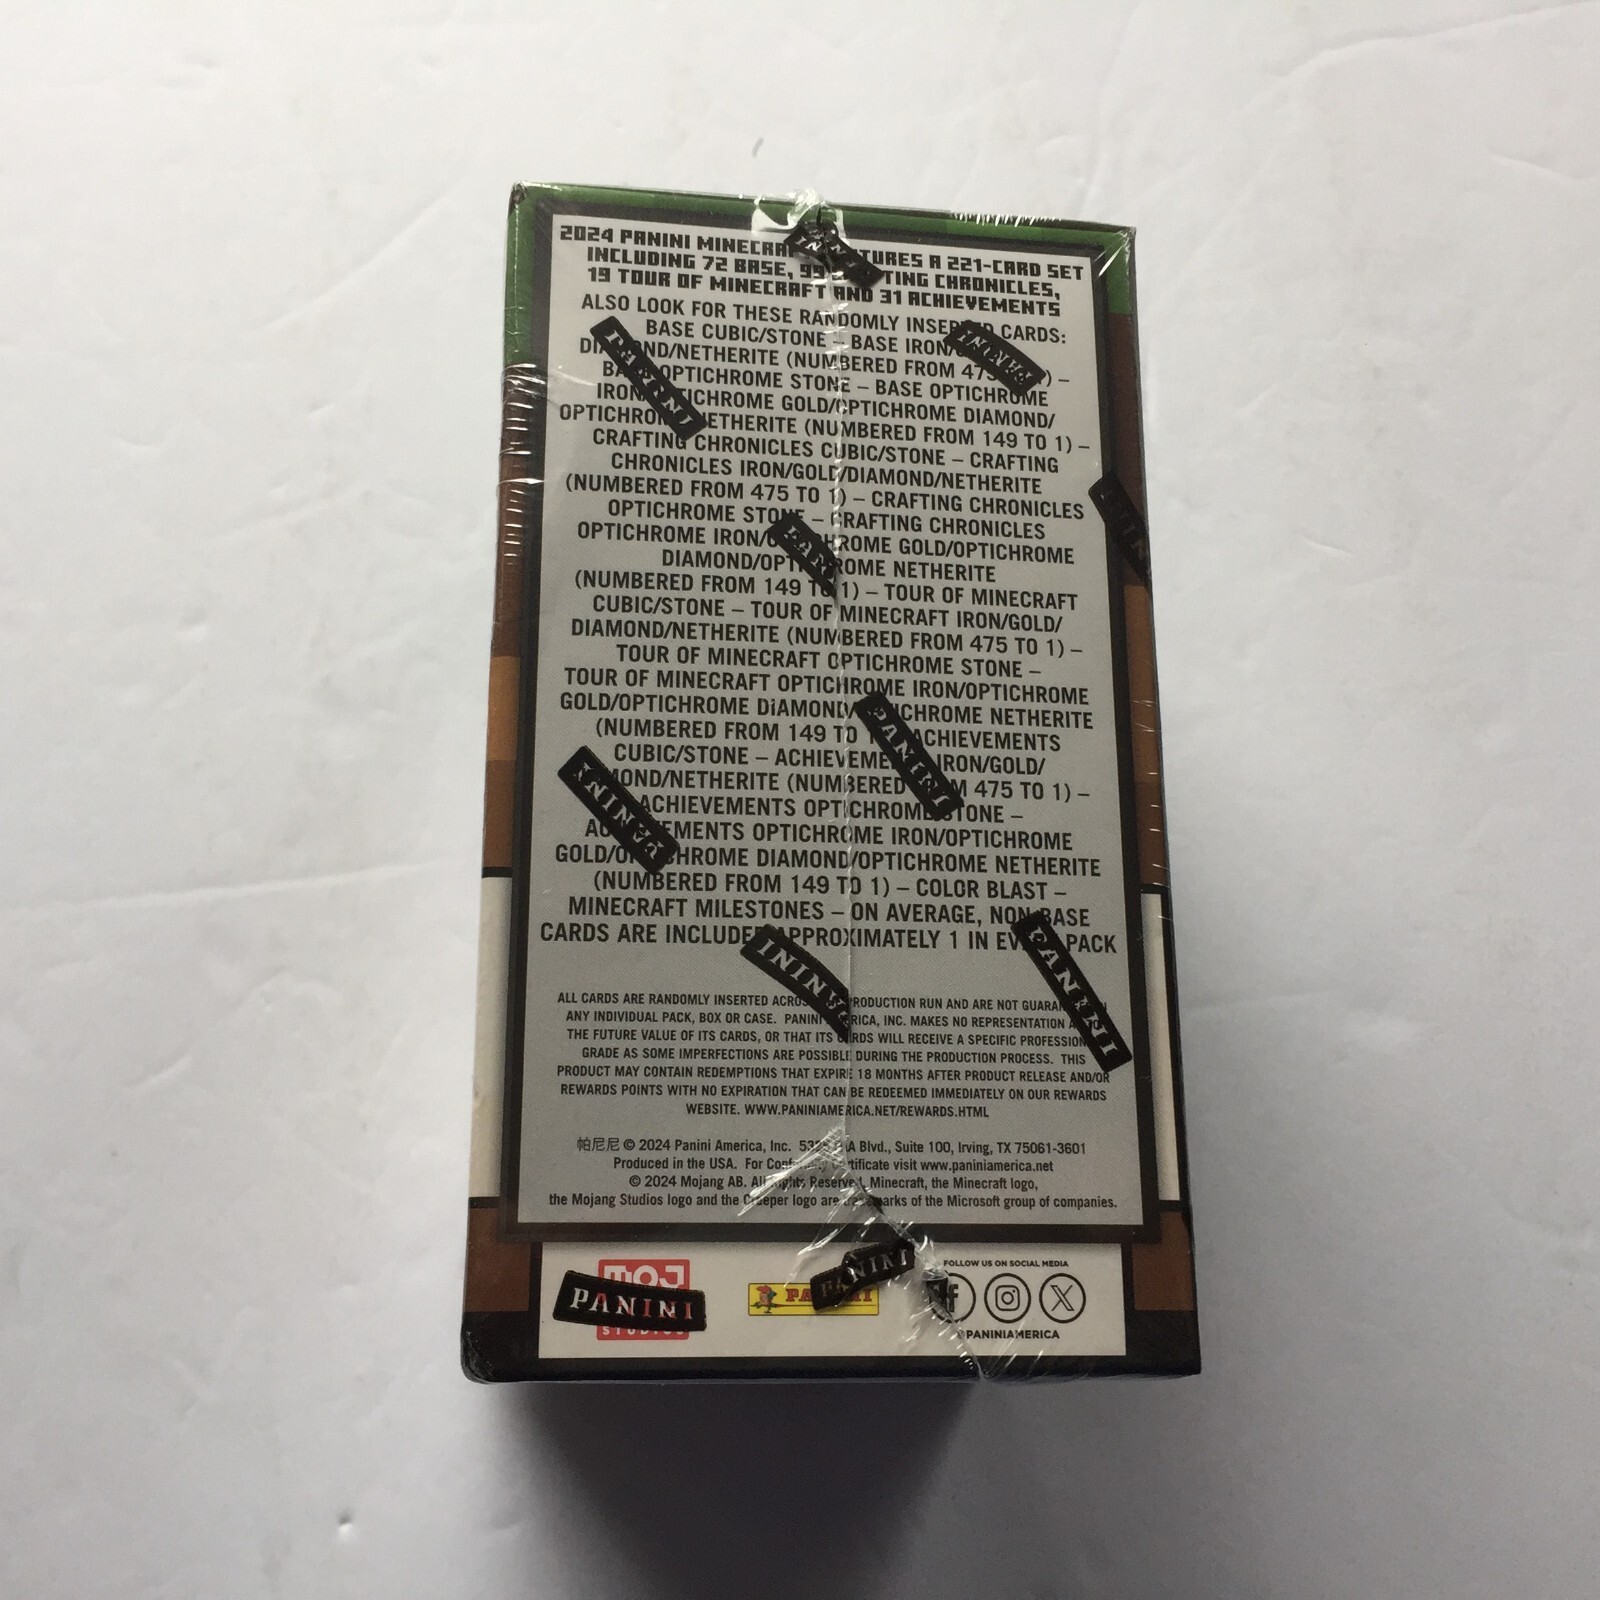 2024 PANINI MINECRA TURES A 221-CARD SET
INCLUDING 72 BASE, 99 TING CHRONICLES,
19 TOUR OF MINECRAFT AND 31 ACHIEVEMENTS
ALSO LOOK FOR THESE RANDOMLY INSERTED CARDS:
BASE CUBIC/STONE – BASE IRON/
DIAMOND/NETHERITE (NUMBERED FROM 475 1) –
BASE OPTICHROME STONE – BASE OPTICHROME
IRON/OPTICHROME GOLD/OPTICHROME DIAMOND/
OPTICHROME NETHERITE (NUMBERED FROM 149 TO 1) –
CRAFTING CHRONICLES CUBIC/STONE – CRAFTING
CHRONICLES IRON/GOLD/DIAMOND/NETHERITE
(NUMBERED FROM 475 TO 1) – CRAFTING CHRONICLES
OPTICHROME STONE – CRAFTING CHRONICLES
OPTICHROME IRON/OPTICHROME GOLD/OPTICHROME
DIAMOND/OPTICHROME NETHERITE
(NUMBERED FROM 149 TO 1) – TOUR OF MINECRAFT
CUBIC/STONE – TOUR OF MINECRAFT IRON/GOLD/
DIAMOND/NETHERITE (NUMBERED FROM 475 TO 1) –
TOUR OF MINECRAFT OPTICHROME STONE –
TOUR OF MINECRAFT OPTICHROME IRON/OPTICHROME
GOLD/OPTICHROME DIAMOND/OPTICHROME NETHERITE
(NUMBERED FROM 149 TO 1) ACHIEVEMENTS
CUBIC/STONE – ACHIEVEMENTS IRON/GOLD/
DIAMOND/NETHERITE (NUMBERED FROM 475 TO 1) –
ACHIEVEMENTS OPTICHROME STONE –
ACHIEVEMENTS OPTICHROME IRON/OPTICHROME
GOLD/OPTICHROME DIAMOND/OPTICHROME NETHERITE
(NUMBERED FROM 149 TO 1) – COLOR BLAST –
MINECRAFT MILESTONES – ON AVERAGE, NON-BASE
CARDS ARE INCLUDED APPROXIMATELY 1 IN EVERY PACK
ALL CARDS ARE RANDOMLY INSERTED ACROSS PRODUCTION RUN AND ARE NOT GUARANTEED IN
ANY INDIVIDUAL PACK, BOX OR CASE. PANINI AMERICA, INC. MAKES NO REPRESENTATION AS TO
THE FUTURE VALUE OF ITS CARDS, OR THAT ITS CARDS WILL RECEIVE A SPECIFIC PROFESSIONAL
GRADE AS SOME IMPERFECTIONS ARE POSSIBLE DURING THE PRODUCTION PROCESS. THIS
PRODUCT MAY CONTAIN REDEMPTIONS THAT EXPIRE 18 MONTHS AFTER PRODUCT RELEASE AND/OR
REWARDS POINTS WITH NO EXPIRATION THAT CAN BE REDEEMED IMMEDIATELY ON OUR REWARDS
WEBSITE. WWW.PANINIAMERICA.NET/REWARDS.HTML
帕尼尼 © 2024 Panini America, Inc. Blvd., Suite 100, Irving, TX 75061-3601
Produced in the USA. For Conformity Certificate visit www.paniniamerica.net
© 2024 Mojang AB. All Rights Reserved. Minecraft, the Minecraft logo,
the Mojang Studios logo and the Creeper logo are trademarks of the Microsoft group of companies.
MOJ
STUDIOS
PANINI
PANINI
FOLLOW US ON SOCIAL MEDIA
@PANINIAMERICA
PANINI
PANINI
PANINI
PANINI
PANINI
PANINI
PANINI